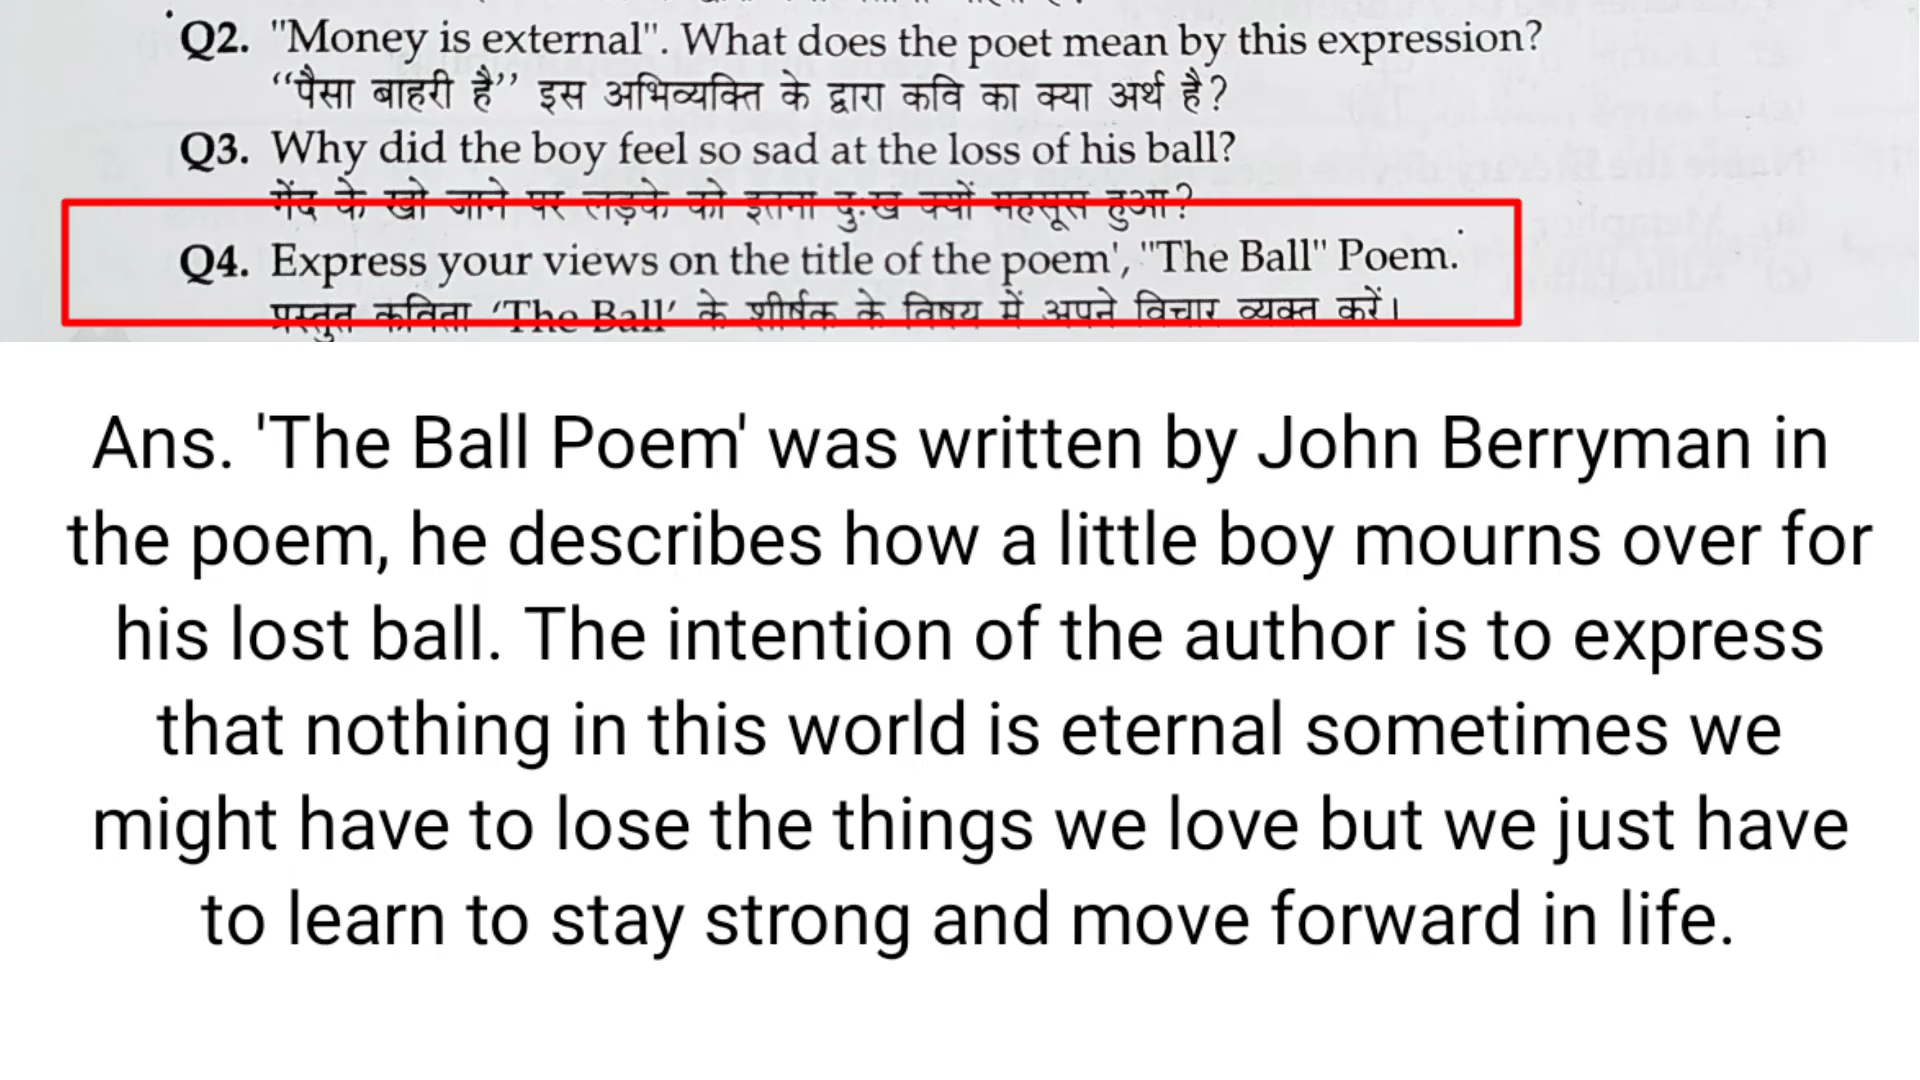 Q2. "Money is external". What does the poet mean by this expression?
“पैसा बाहरी है” इस अभिव्यक्ति के द्वारा कवि का क्या अर्थ है?
Q3. Why did the boy feel so sad at the loss of his ball?
गेंद के खो जाने पर लड़के को इतना दुःख क्यों महसूस हुआ?
Q4. Express your views on the title of the poem', "The Ball" Poem.
प्रस्तुत कविता ‘The Ball’ के शीर्षक के विषय में अपने विचार व्यक्त करें।
Ans. 'The Ball Poem' was written by John Berryman in
the poem, he describes how a little boy mourns over for
his lost ball. The intention of the author is to express
that nothing in this world is eternal sometimes we
might have to lose the things we love but we just have
to learn to stay strong and move forward in life.